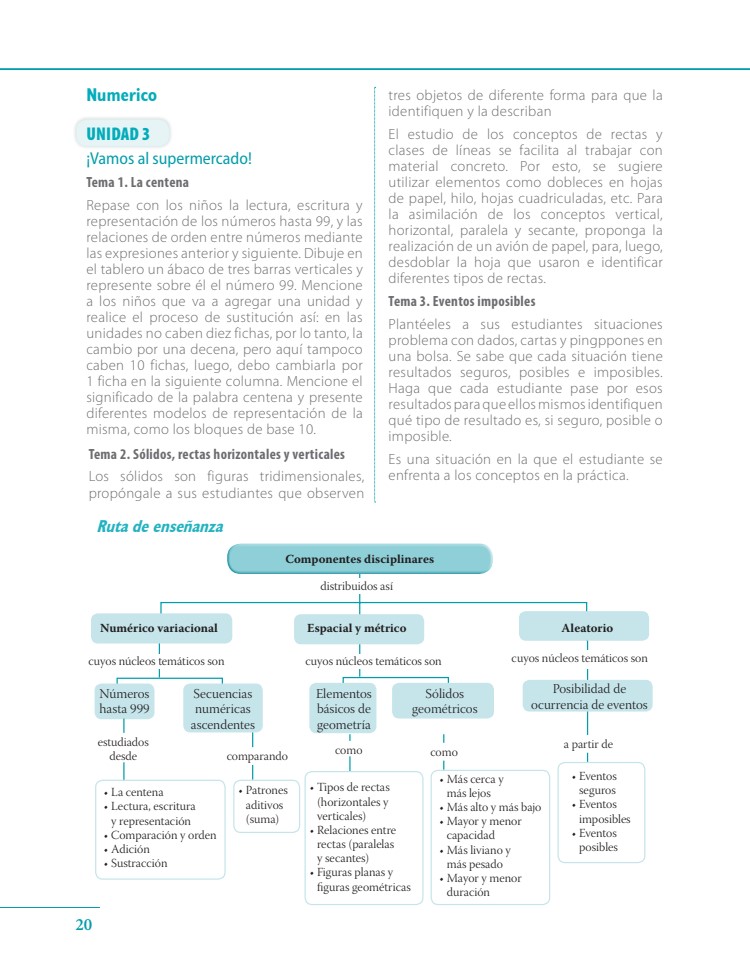 Numerico
UNIDAD 3
¡Vamos al supermercado!
Tema 1. La centena
Repase con los niños la lectura, escritura y
representación de los números hasta 99, y las
relaciones de orden entre números mediante
las expresiones anterior y siguiente. Dibuje en
el tablero un ábaco de tres barras verticales y
represente sobre él el número 99. Mencione
a los niños que va a agregar una unidad y
realice el proceso de sustitución así: en las
unidades no caben diez fichas, por lo tanto, la
cambio por una decena, pero aquí tampoco
caben 10 fichas, luego, debo cambiarla por
1 ficha en la siguiente columna. Mencione el
significado de la palabra centena y presente
diferentes modelos de representación de la
misma, como los bloques de base 10.
Tema 2. Sólidos, rectas horizontales y verticales
Los sólidos son figuras tridimensionales,
propóngale a sus estudiantes que observen
tres objetos de diferente forma para que la
identifiquen y la describan
El estudio de los conceptos de rectas y
clases de líneas se facilita al trabajar con
material concreto. Por esto, se sugiere
utilizar elementos como dobleces en hojas
de papel, hilo, hojas cuadriculadas, etc. Para
la asimilación de los conceptos vertical,
horizontal, paralela y secante, proponga la
realización de un avión de papel, para, luego,
desdoblar la hoja que usaron e identificar
diferentes tipos de rectas.
Tema 3. Eventos imposibles
Plantéeles a sus estudiantes situaciones
problema con dados, cartas y pingppones en
una bolsa. Se sabe que cada situación tiene
resultados seguros, posibles e imposibles.
Haga que cada estudiante pase por esos
resultados para que ellos mismos identifiquen
qué tipo de resultado es, si seguro, posible o
imposible.
Es una situación en la que el estudiante se
enfrenta a los conceptos en la práctica.
Ruta de enseñanza
Componentes disciplinares
distribuidos así
Numérico variacional
Espacial y métrico
Aleatorio
cuyos núcleos temáticos son
cuyos núcleos temáticos son
cuyos núcleos temáticos son
Números
hasta 999
Secuencias
numéricas
ascendentes
Elementos
básicos de
geometría
Sólidos
geométricos
Posibilidad de
ocurrencia de eventos
estudiados
desde
comparando
como
como
a partir de
• La centena
• Lectura, escritura
y representación
• Comparación y orden
• Adición
• Sustracción
• Patrones
aditivos
(suma)
• Tipos de rectas
(horizontales y
verticales)
• Relaciones entre
rectas (paralelas
y secantes)
• Figuras planas y
figuras geométricas
• Más cerca y
más lejos
• Más alto y más bajo
• Mayor y menor
capacidad
• Más liviano y
más pesado
• Mayor y menor
duración
• Eventos
seguros
• Eventos
imposibles
• Eventos
posibles
20